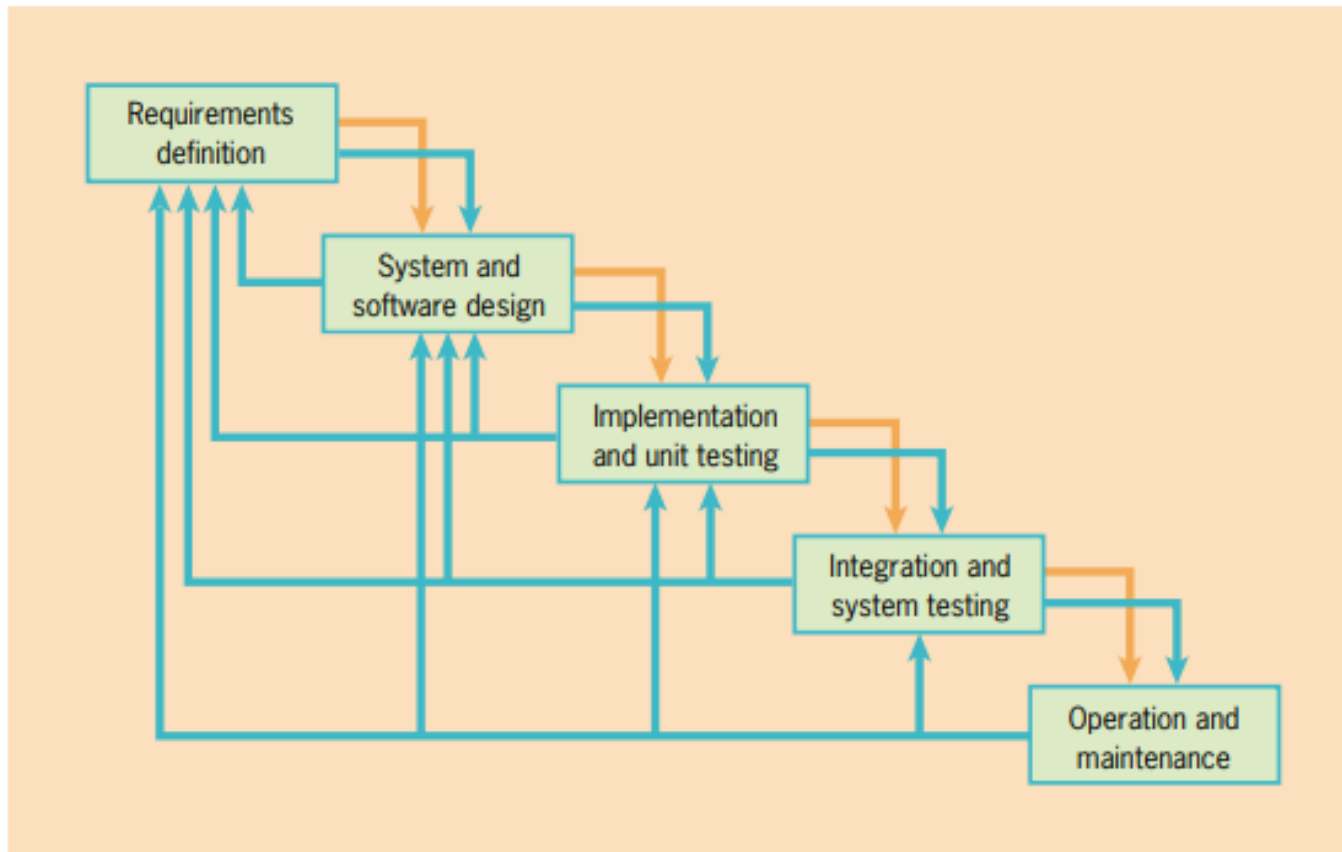 Requirements
definition
System and
software design
Implementation
and unit testing
Integration and
system testing
Operation and
maintenance